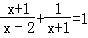 x+1/x−2 + 1/x+1 = 1